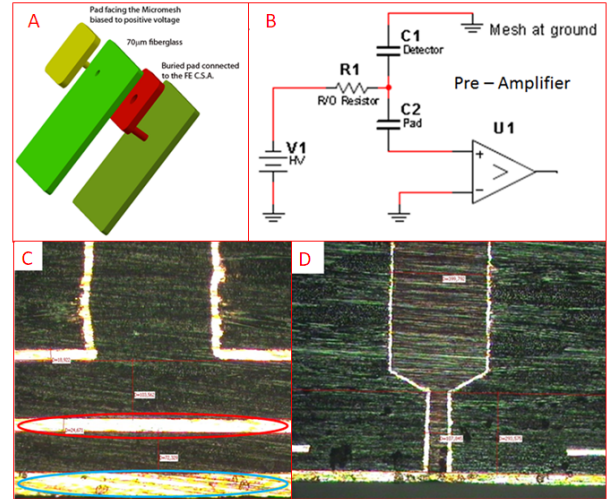 A
Pad facing the Micromesh
biased to positive voltage
70µm fiberglass
Buried pad connected
to the FE C.S.A.
B
C1
Detector
Mesh at ground
R1
R/O Resistor
Pre – Amplifier
C2
Pad
U1
V1
HV
+
>
–
C
D